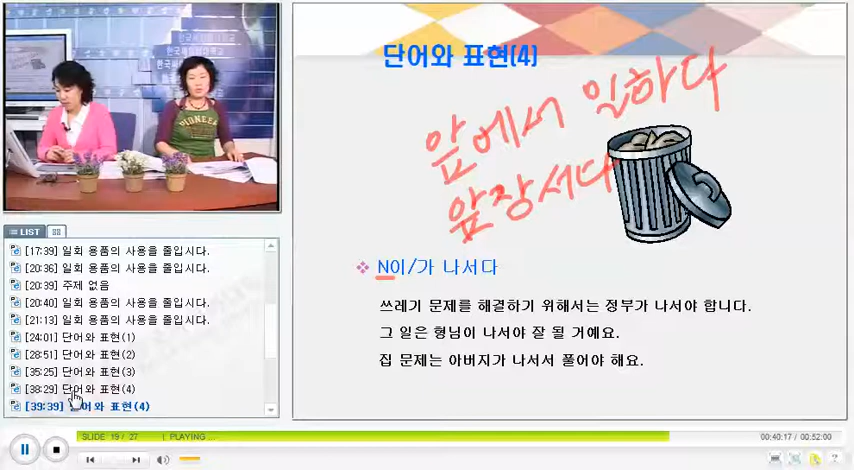 한국
PIONEER
단어와 표현(4)
앞에서 일하다
앞장서다
❖ N이/가 나서다
쓰레기 문제를 해결하기 위해서는 정부가 나서야 합니다.
그 일은 형님이 나서야 잘 될 거예요.
집 문제는 아버지가 나서서 풀어야 해요.
LIST
[17:39] 일회 용품의 사용을 줄입시다.
[20:36] 일회 용품의 사용을 줄입시다.
[20:39] 주제 없음
[20:40] 일회 용품의 사용을 줄입시다.
[21:13] 일회 용품의 사용을 줄입시다.
[24:01] 단어와 표현(1)
[28:51] 단어와 표현(2)
[35:25] 단어와 표현(3)
[38:29] 단어와 표현(4)
[39:39] 단어와 표현(4)
SLIDE 19 / 27 | PLAYING ...
00:40:17 / 00:52:00
?